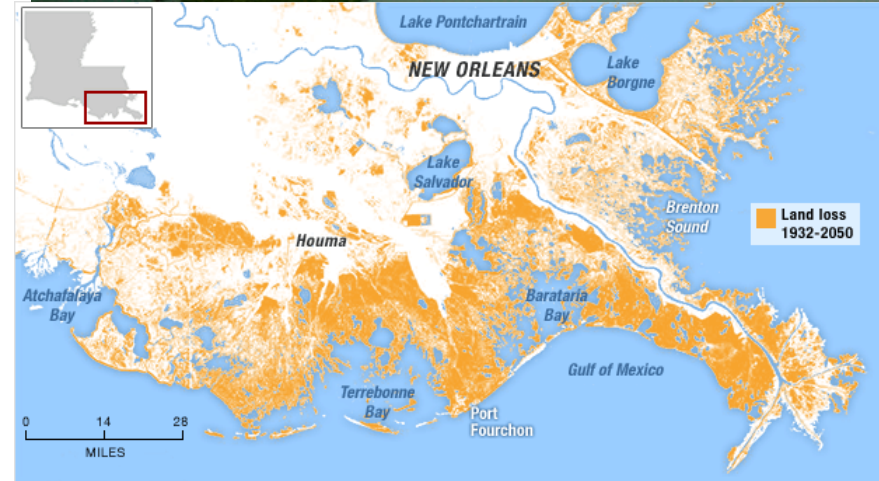 Lake Pontchartrain
NEW ORLEANS
Lake
Borgne
Lake
Salvador
Brenton
Sound
Land loss
1932-2050
Houma
Atchafalaya
Bay
Barataria
Bay
Gulf of Mexico
Terrebonne
Bay
Port
Fourchon
0 14 28
MILES